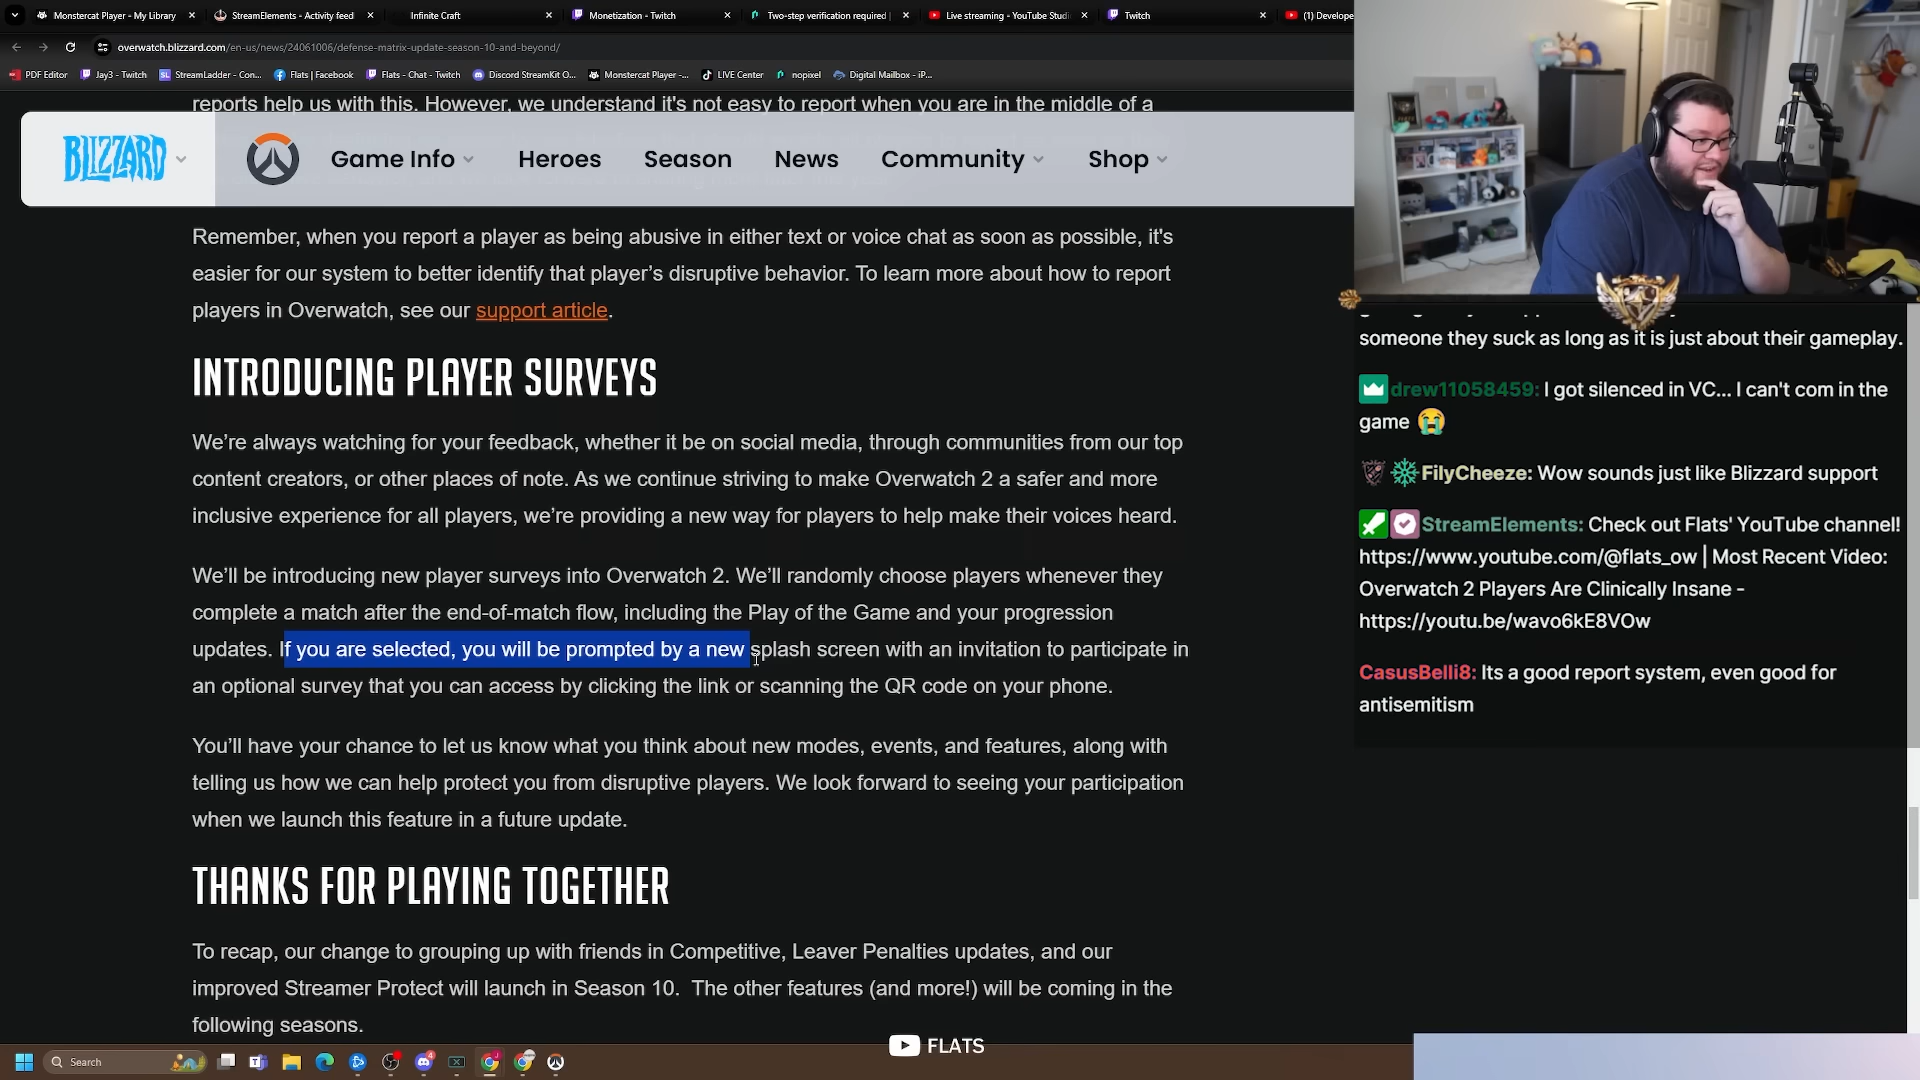 Monstercat Player - My Library
StreamElements - Activity feed
Infinite Craft
Monetization - Twitch
Two-step verification required |
Live streaming - YouTube Studi
Twitch
(1) Develope
overwatch.blizzard.com/en-us/news/24061006/defense-matrix-update-season-10-and-beyond/
PDF Editor
Jay3 - Twitch
StreamLadder - Con...
Flats | Facebook
Flats - Chat - Twitch
Discord StreamKit O...
Monstercat Player -...
LIVE Center
nopixel
Digital Mailbox - iP...
reports help us with this. However, we understand it's not easy to report when you are in the middle of a
BLIZZARD
Game Info
Heroes
Season
News
Community
Shop
Remember, when you report a player as being abusive in either text or voice chat as soon as possible, it's
easier for our system to better identify that player’s disruptive behavior. To learn more about how to report
players in Overwatch, see our support article.
INTRODUCING PLAYER SURVEYS
We’re always watching for your feedback, whether it be on social media, through communities from our top
content creators, or other places of note. As we continue striving to make Overwatch 2 a safer and more
inclusive experience for all players, we’re providing a new way for players to help make their voices heard.
We’ll be introducing new player surveys into Overwatch 2. We’ll randomly choose players whenever they
complete a match after the end-of-match flow, including the Play of the Game and your progression
updates. If you are selected, you will be prompted by a new splash screen with an invitation to participate in
an optional survey that you can access by clicking the link or scanning the QR code on your phone.
You’ll have your chance to let us know what you think about new modes, events, and features, along with
telling us how we can help protect you from disruptive players. We look forward to seeing your participation
when we launch this feature in a future update.
THANKS FOR PLAYING TOGETHER
To recap, our change to grouping up with friends in Competitive, Leaver Penalties updates, and our
improved Streamer Protect will launch in Season 10.  The other features (and more!) will be coming in the
following seasons.
someone they suck as long as it is just about their gameplay.
drew11058459: I got silenced in VC... I can't com in the
game 😭
FilyCheeze: Wow sounds just like Blizzard support
StreamElements: Check out Flats' YouTube channel!
https://www.youtube.com/@flats_ow | Most Recent Video:
Overwatch 2 Players Are Clinically Insane -
https://youtu.be/wavo6kE8VOw
CasusBelli8: Its a good report system, even good for
antisemitism
FLATS
Search